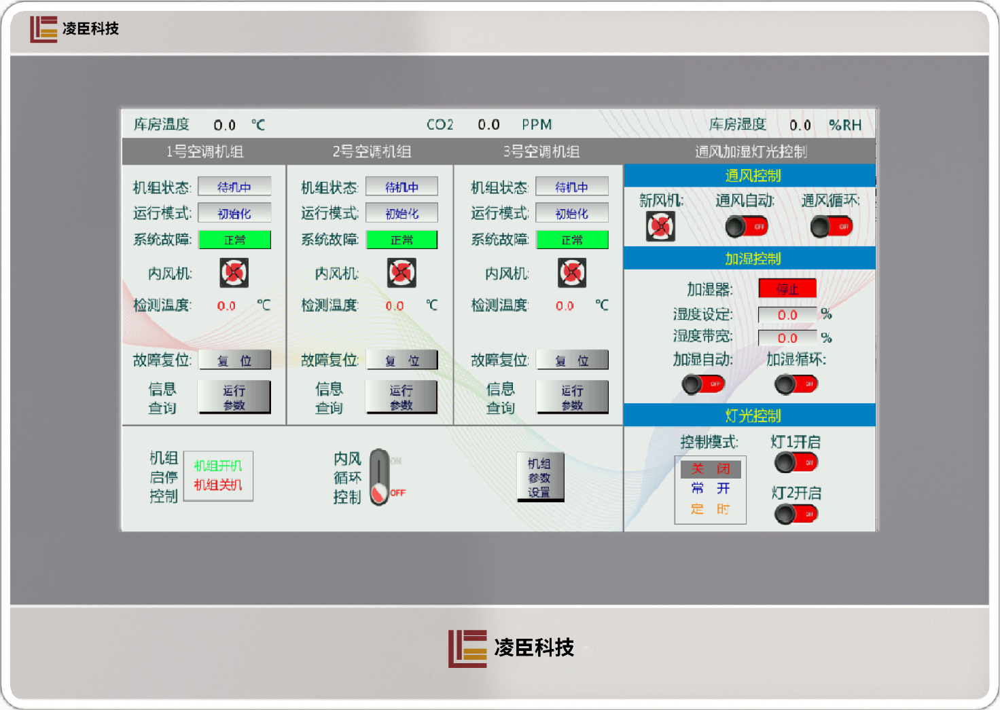 凌臣科技
库房温度 0.0 ℃ CO2 0.0 PPM 库房湿度 0.0 %RH
1号空调机组 2号空调机组 3号空调机组 通风加湿灯光控制
机组状态: 待机中 机组状态: 待机中 机组状态: 待机中
运行模式: 初始化 运行模式: 初始化 运行模式: 初始化
系统故障: 正常 系统故障: 正常 系统故障: 正常
内风机: 内风机: 内风机:
检测温度: 0.0 ℃ 检测温度: 0.0 ℃ 检测温度: 0.0 ℃
故障复位: 复 位 故障复位: 复 位 故障复位: 复 位
信息 运行 信息 运行 信息 运行
查询 参数 查询 参数 查询 参数
通风控制
新风机: 通风自动: 通风循环:
OFF OFF
加湿控制
加湿器: 停止
湿度设定: 0.0 %
湿度带宽: 0.0 %
加湿自动: 加湿循环:
OFF OFF
灯光控制
控制模式: 灯1开启
关 闭 OFF
常 开 灯2开启
定 时 OFF
机组
启停
控制
机组开机
机组关机
内风
循环
控制
ON
OFF
机组
参数
设置
凌臣科技